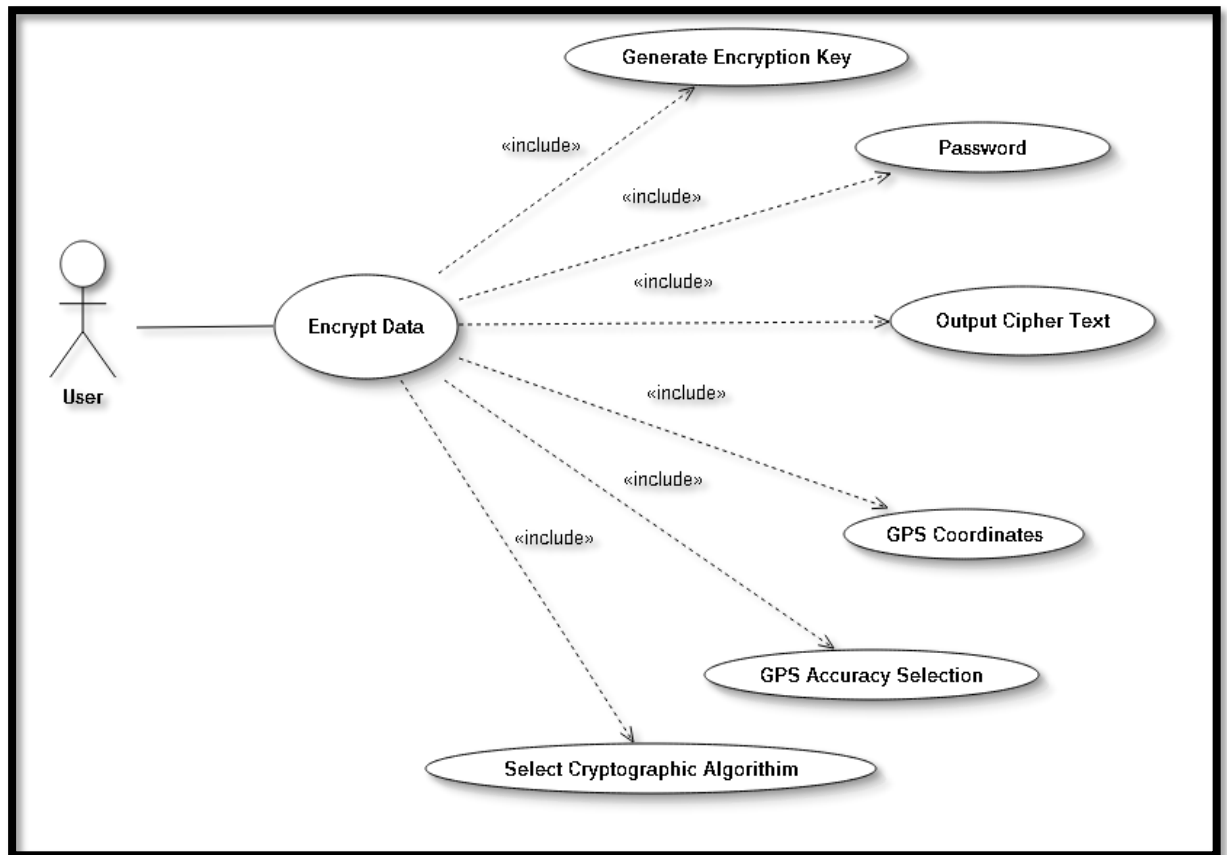 Generate Encryption Key
«include»
Password
«include»
«include»
Output Cipher Text
Encrypt Data
User
«include»
«include»
GPS Coordinates
«include»
GPS Accuracy Selection
Select Cryptographic Algorithim